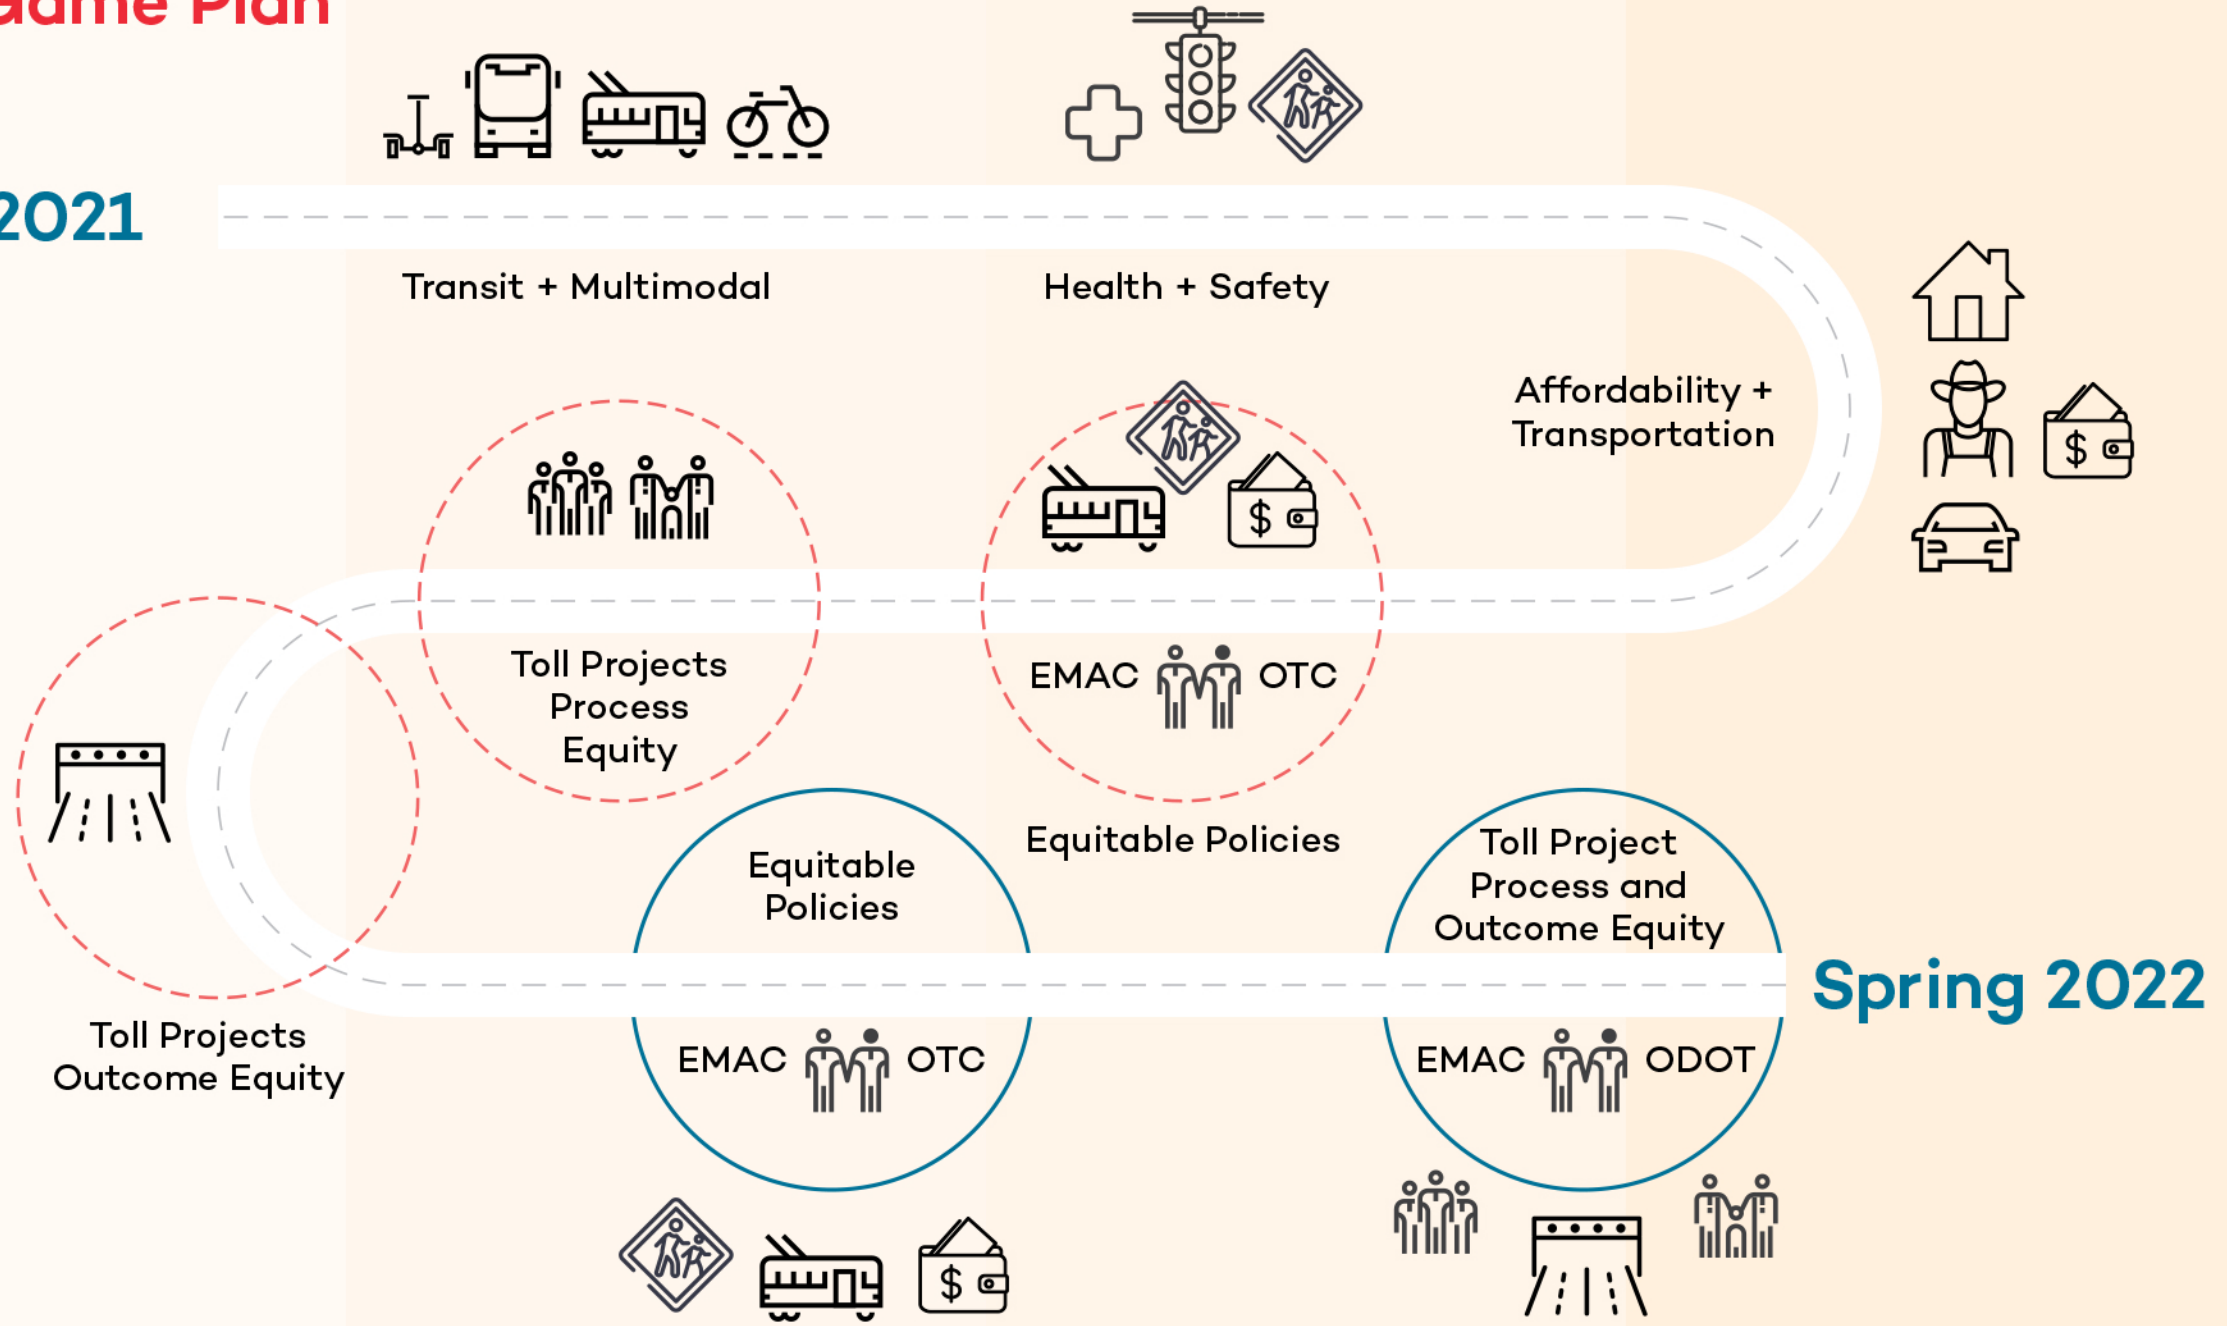 Game Plan
2021
Transit + Multimodal
Health + Safety
Affordability +
Transportation
$
$
EMAC OTC
Equitable Policies
Toll Projects
Process
Equity
Toll Projects
Outcome Equity
Equitable
Policies
EMAC OTC
$
Toll Project
Process and
Outcome Equity
EMAC ODOT
Spring 2022